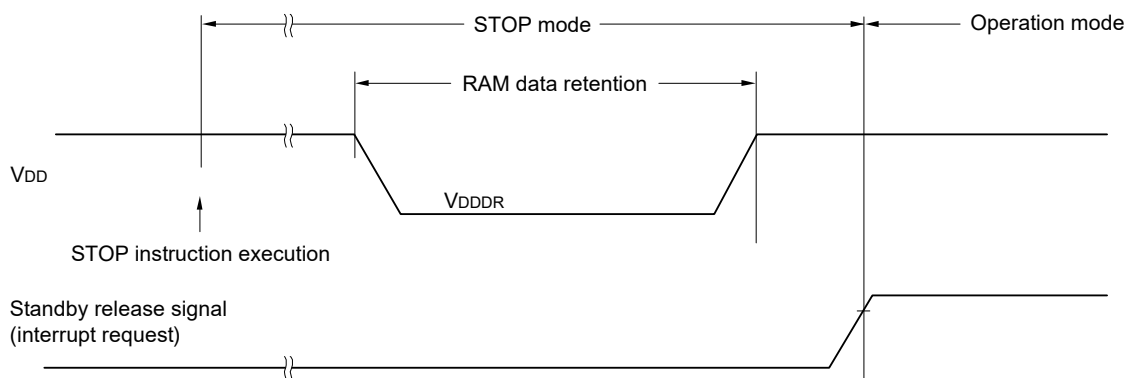 STOP mode
Operation mode
RAM data retention
VDD
VDDDR
STOP instruction execution
Standby release signal
(interrupt request)